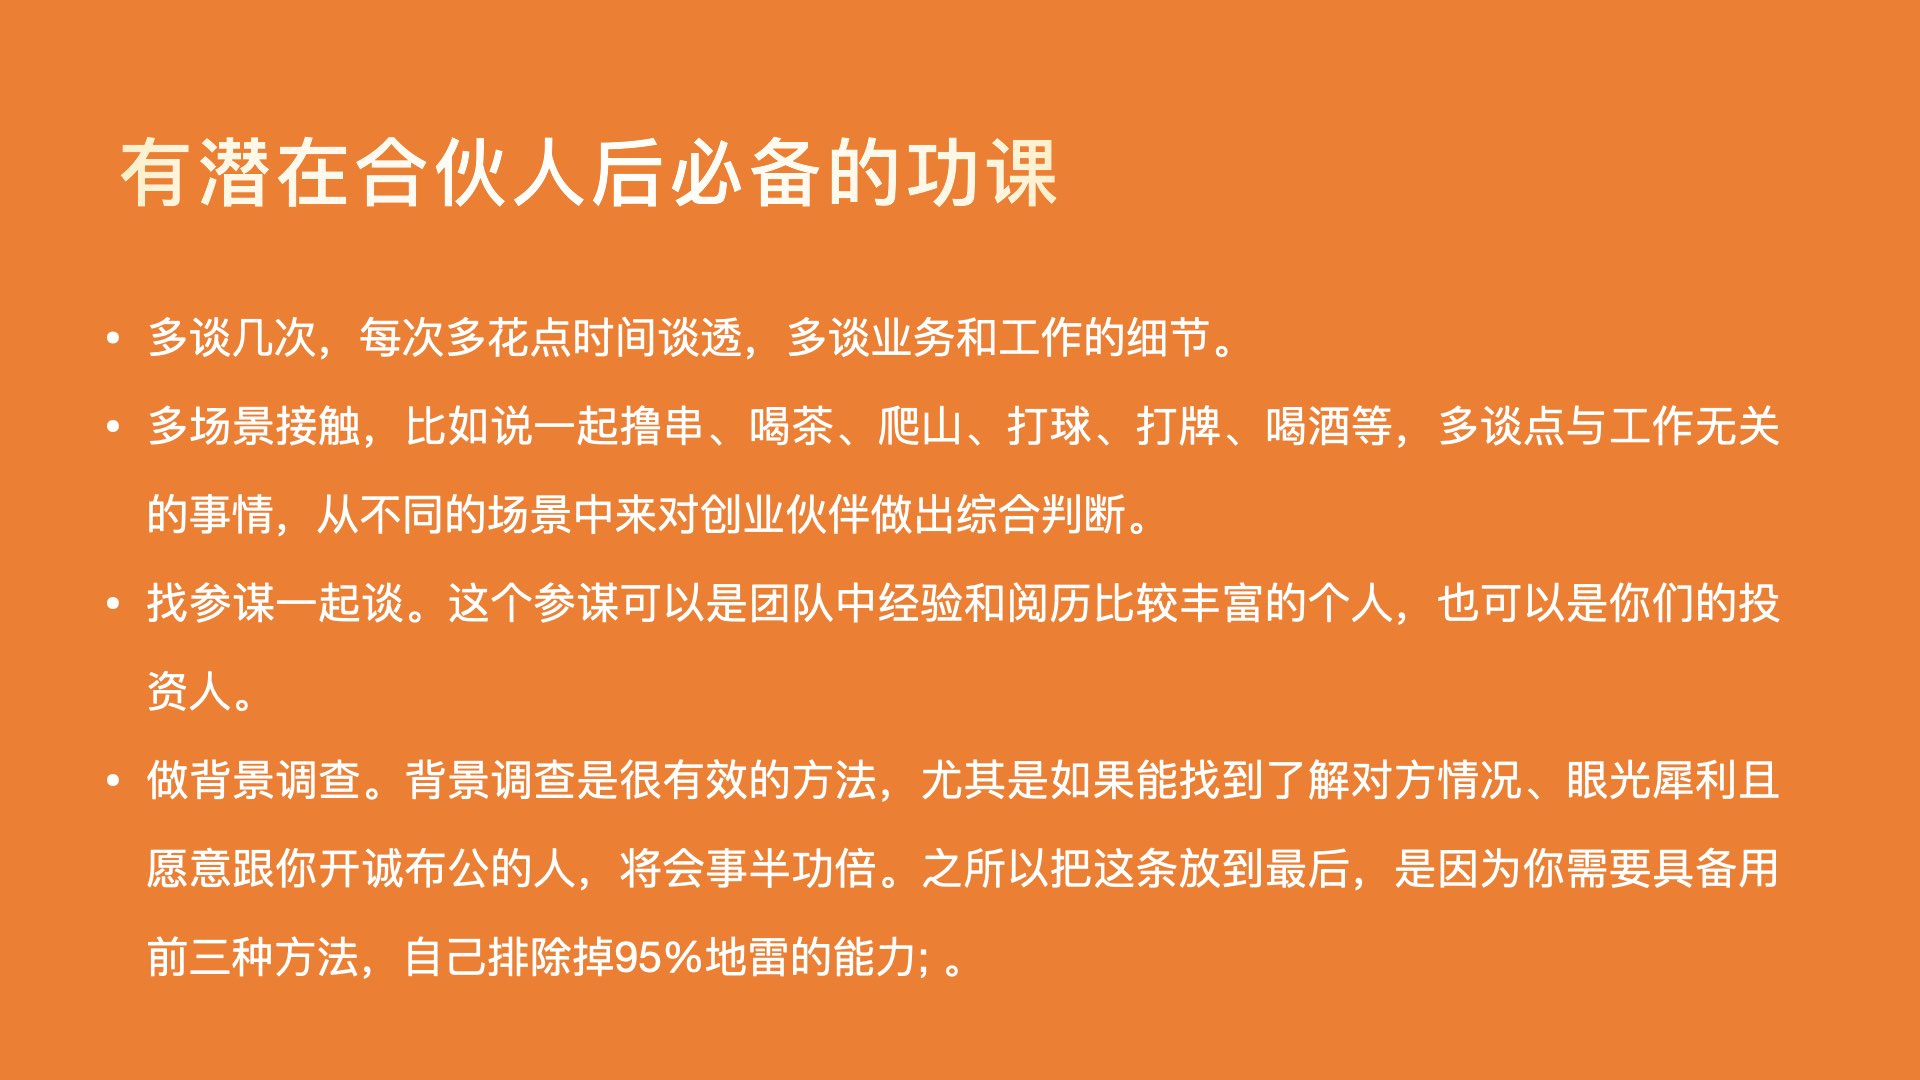 有潜在合伙人后必备的功课
• 多谈几次，每次多花点时间谈透，多谈业务和工作的细节。
• 多场景接触，比如说一起撸串、喝茶、爬山、打球、打牌、喝酒等，多谈点与工作无关
的事情，从不同的场景中来对创业伙伴做出综合判断。
• 找参谋一起谈。这个参谋可以是团队中经验和阅历比较丰富的个人，也可以是你们的投
资人。
• 做背景调查。背景调查是很有效的方法，尤其是如果能找到了解对方情况、眼光犀利且
愿意跟你开诚布公的人，将会事半功倍。之所以把这条放到最后，是因为你需要具备用
前三种方法，自己排除掉95%地雷的能力; 。